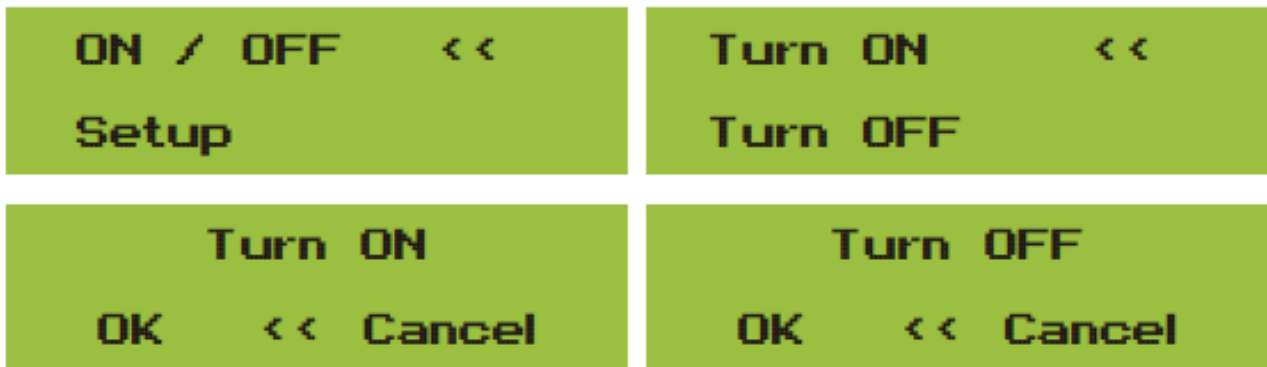 ON / OFF <<
Setup
Turn ON <<
Turn OFF
Turn ON
OK << Cancel
Turn OFF
OK << Cancel